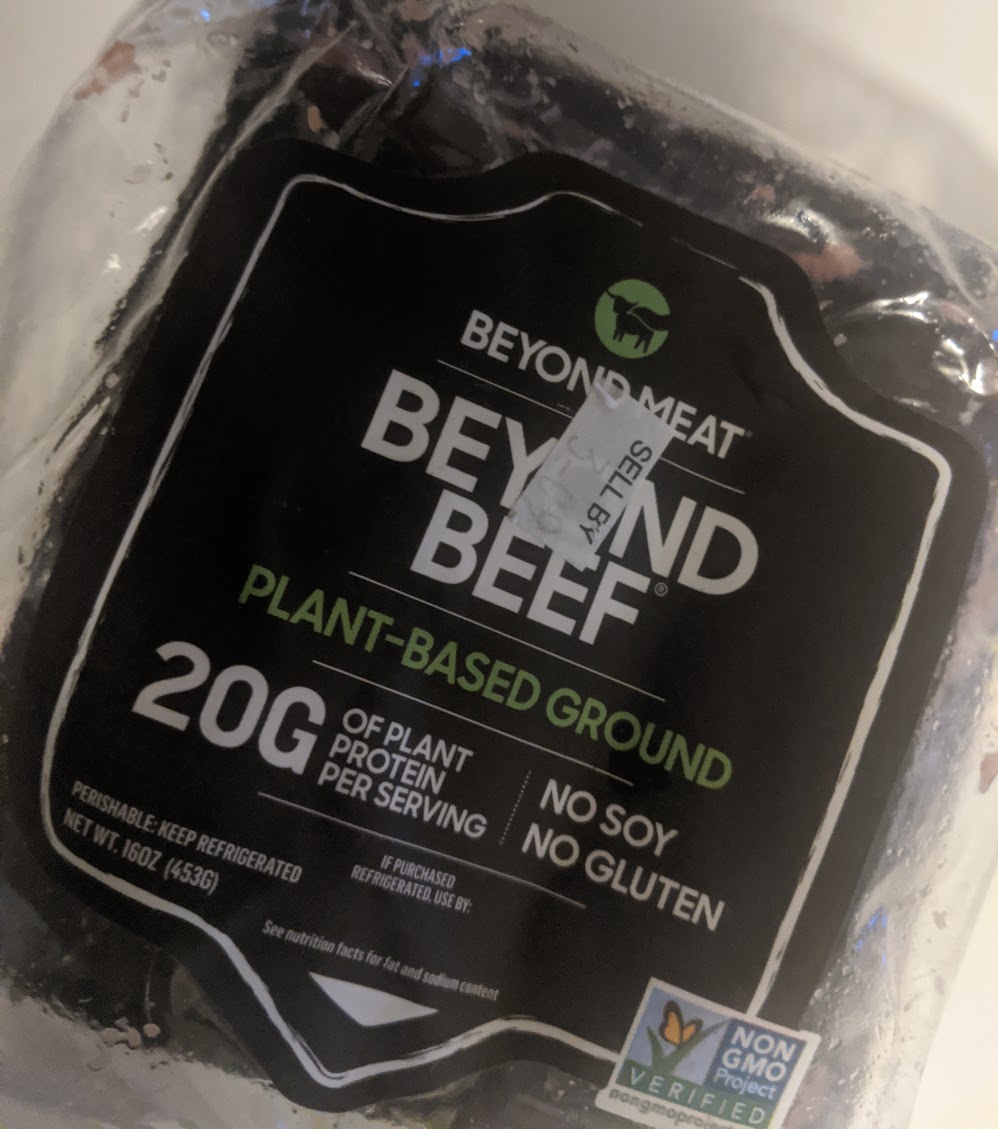 BEYOND MEAT®
SELL BY
BEYOND
BEEF®
PLANT-BASED GROUND
20G
OF PLANT
PROTEIN
PER SERVING
NO SOY
NO GLUTEN
PERISHABLE: KEEP REFRIGERATED
NET WT. 16OZ (453G)
IF PURCHASED
REFRIGERATED, USE BY:
See nutrition facts for fat and sodium content
NON
GMO
Project
VERIFIED